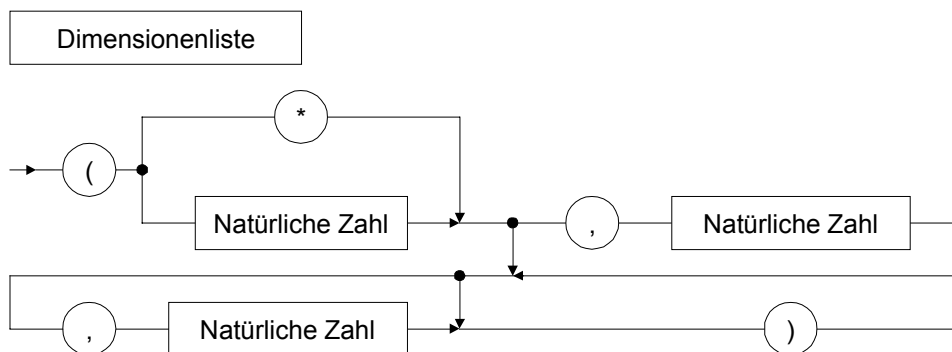 Dimensionenliste
*
(
Natürliche Zahl , Natürliche Zahl
, Natürliche Zahl )